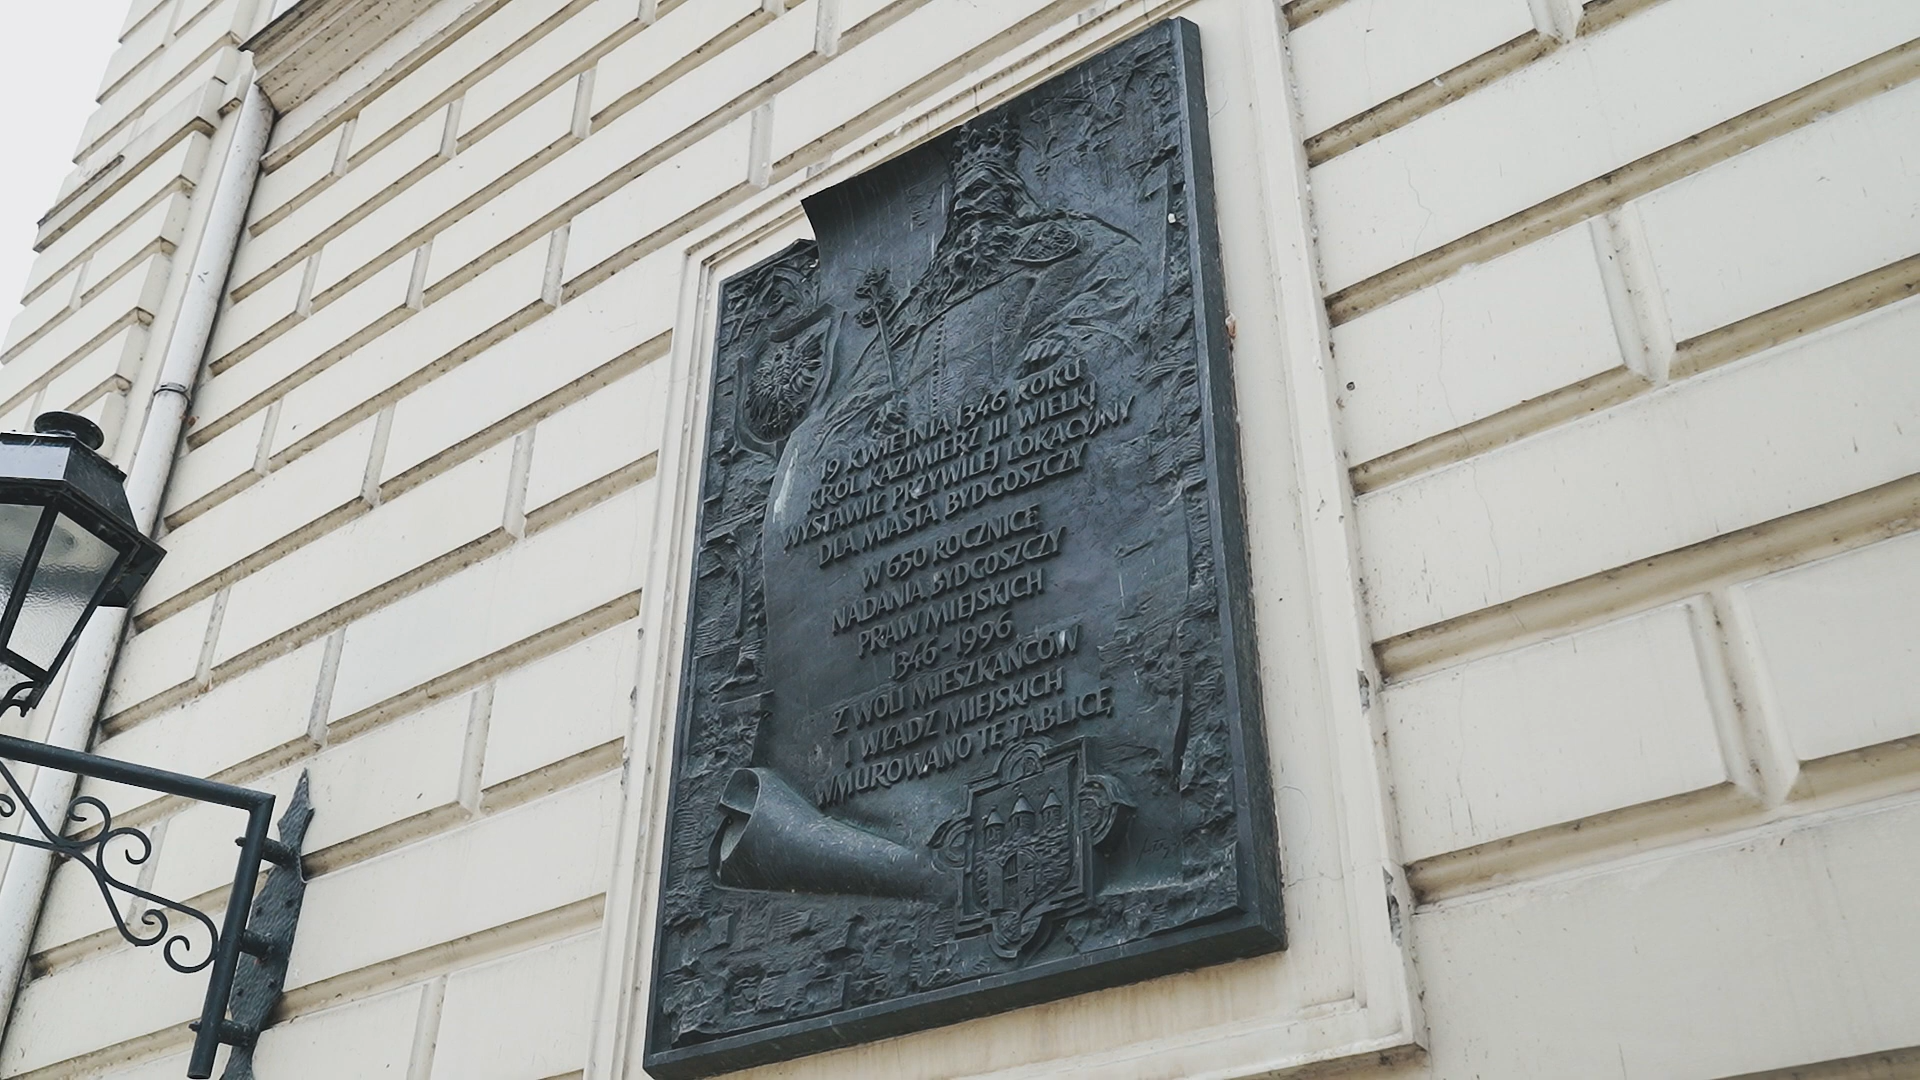 19 KWIETNIA 1346 ROKU
KRÓL KAZIMIERZ III WIELKI
WYSTAWIŁ PRZYWILEJ LOKACYJNY
DLA MIASTA BYDGOSZCZY
W 650 ROCZNICĘ
NADANIA BYDGOSZCZY
PRAW MIEJSKICH
1346-1996
Z WOLI MIESZKAŃCÓW
I WŁADZ MIEJSKICH
WMUROWANO TĘ TABLICĘ